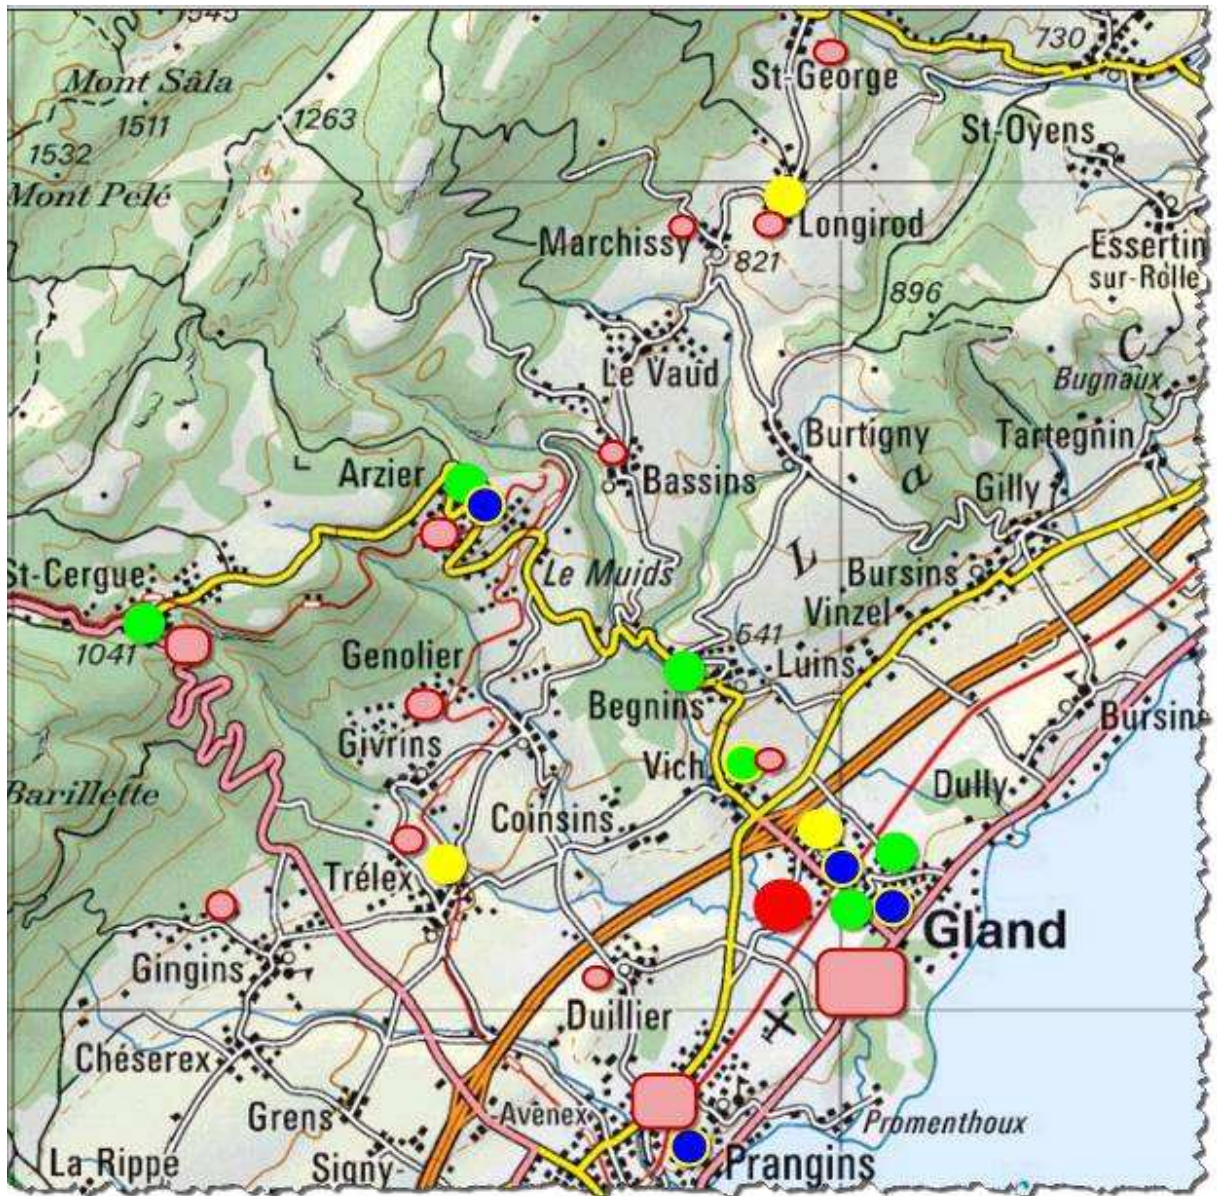 1545
730
St-George
Mont Sâla
1511
1263
St-Oyens
1532
Mont Pelé
Longirod
Marchissy
821
Essertin
sur-Rolle
896
Le Vaud
C
Bugnaux
Burtigny
Tartegnin
Arzier
Bassins
a
Gilly
L
St-Cergue
Le Muids
Bursins
Vinzel
1041
641
Genolier
Luins
Begnins
Bursin
Givrins
Vich
Dully
Barillette
Coinsins
Trélex
Gland
Gingins
Duillier
Chéserex
Grens
Avenex
Promenthoux
La Rippe
Signy-
Prangins